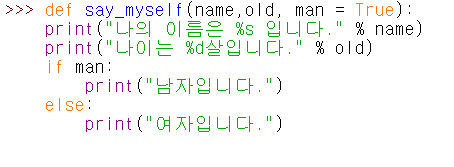 >>> def say_myself(name,old, man = True):
print("나의 이름은 %s 입니다." % name)
print("나이는 %d살입니다." % old)
if man:
print("남자입니다.")
else:
print("여자입니다.")